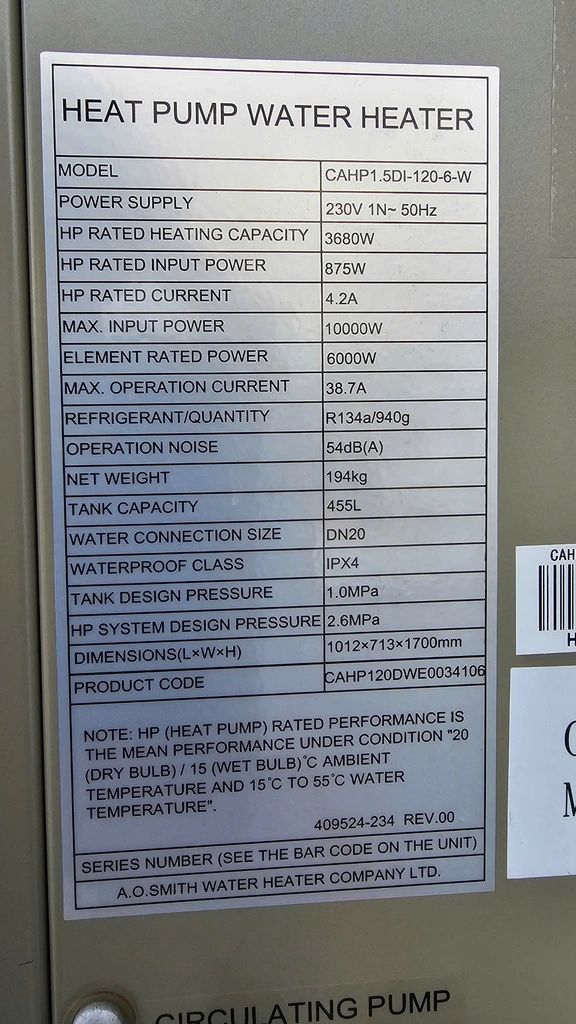 HEAT PUMP WATER HEATER
MODEL CAHP1.5DI-120-6-W
POWER SUPPLY 230V 1N~ 50Hz
HP RATED HEATING CAPACITY 3680W
HP RATED INPUT POWER 875W
HP RATED CURRENT 4.2A
MAX. INPUT POWER 10000W
ELEMENT RATED POWER 6000W
MAX. OPERATION CURRENT 38.7A
REFRIGERANT/QUANTITY R134a/940g
OPERATION NOISE 54dB(A)
NET WEIGHT 194kg
TANK CAPACITY 455L
WATER CONNECTION SIZE DN20
WATERPROOF CLASS IPX4
TANK DESIGN PRESSURE 1.0MPa
HP SYSTEM DESIGN PRESSURE 2.6MPa
DIMENSIONS(L×W×H) 1012×713×1700mm
PRODUCT CODE CAHP120DWE0034106
NOTE: HP (HEAT PUMP) RATED PERFORMANCE IS
THE MEAN PERFORMANCE UNDER CONDITION "20
(DRY BULB) / 15 (WET BULB)℃ AMBIENT
TEMPERATURE AND 15℃ TO 55℃ WATER
TEMPERATURE".
409524-234 REV.00
SERIES NUMBER (SEE THE BAR CODE ON THE UNIT)
A.O.SMITH WATER HEATER COMPANY LTD.
CAH
CIRCULATING PUMP